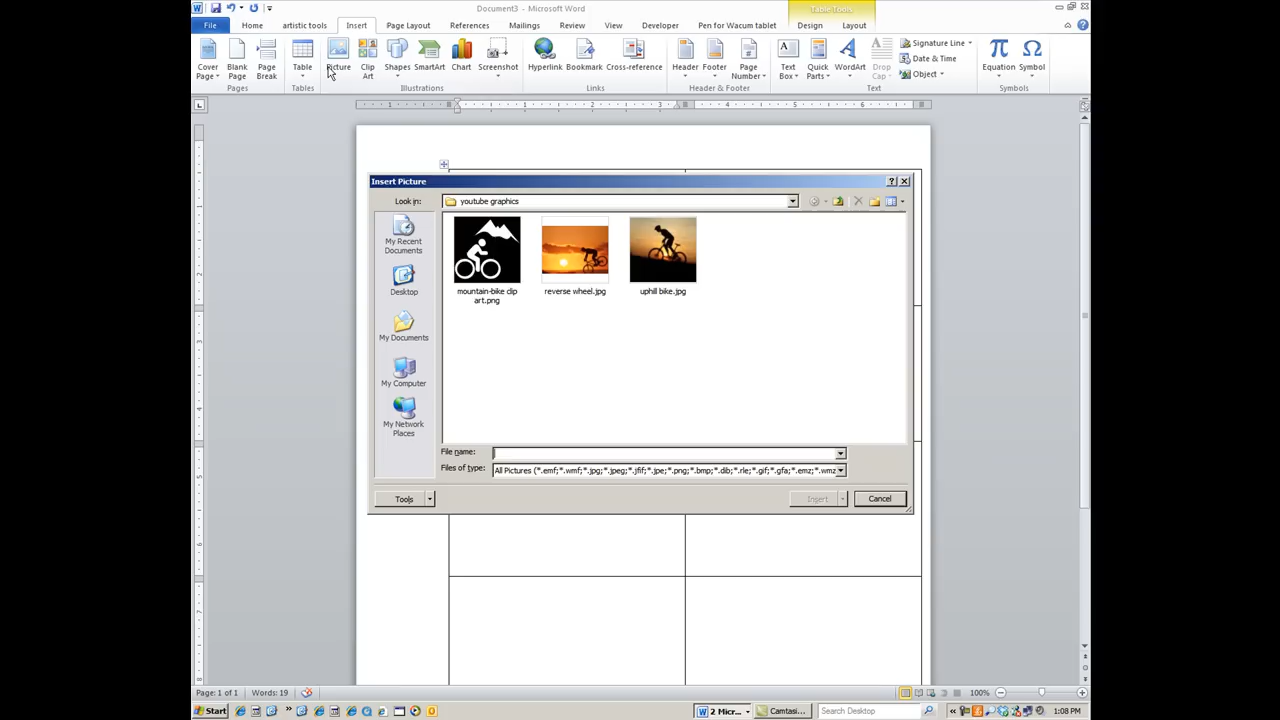 Document3 - Microsoft Word
Table Tools
File
Home
artistic tools
Insert
Page Layout
References
Mailings
Review
View
Developer
Pen for Wacum tablet
Design
Layout
Cover Page
Blank Page
Page Break
Table
Picture
Clip Art
Shapes
SmartArt
Chart
Screenshot
Hyperlink
Bookmark
Cross-reference
Header
Footer
Page Number
Text Box
Quick Parts
WordArt
Drop Cap
Signature Line
Date & Time
Object
Equation
Symbol
Pages
Tables
Illustrations
Links
Header & Footer
Text
Symbols
Insert Picture
Look in:
youtube graphics
My Recent Documents
Desktop
My Documents
My Computer
My Network Places
mountain-bike clip art.png
reverse wheel.jpg
uphill bike.jpg
File name:
Files of type:
All Pictures (*.emf;*.wmf;*.jpg;*.jpeg;*.jfif;*.jpe;*.png;*.bmp;*.dib;*.rle;*.gif;*.gfa;*.emz;*.wmz
Tools
Insert
Cancel
Page: 1 of 1
Words: 19
100%
Start
2 Micr...
Camtasi...
Search Desktop
1:08 PM